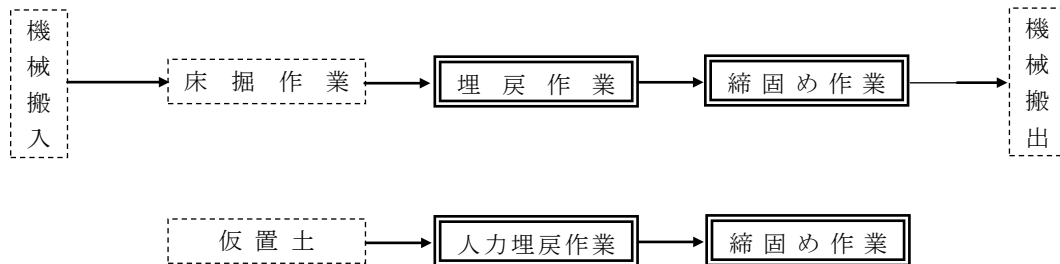 機械搬入
床掘作業
埋戻作業
締固め作業
機械搬出
仮置土
人力埋戻作業
締固め作業